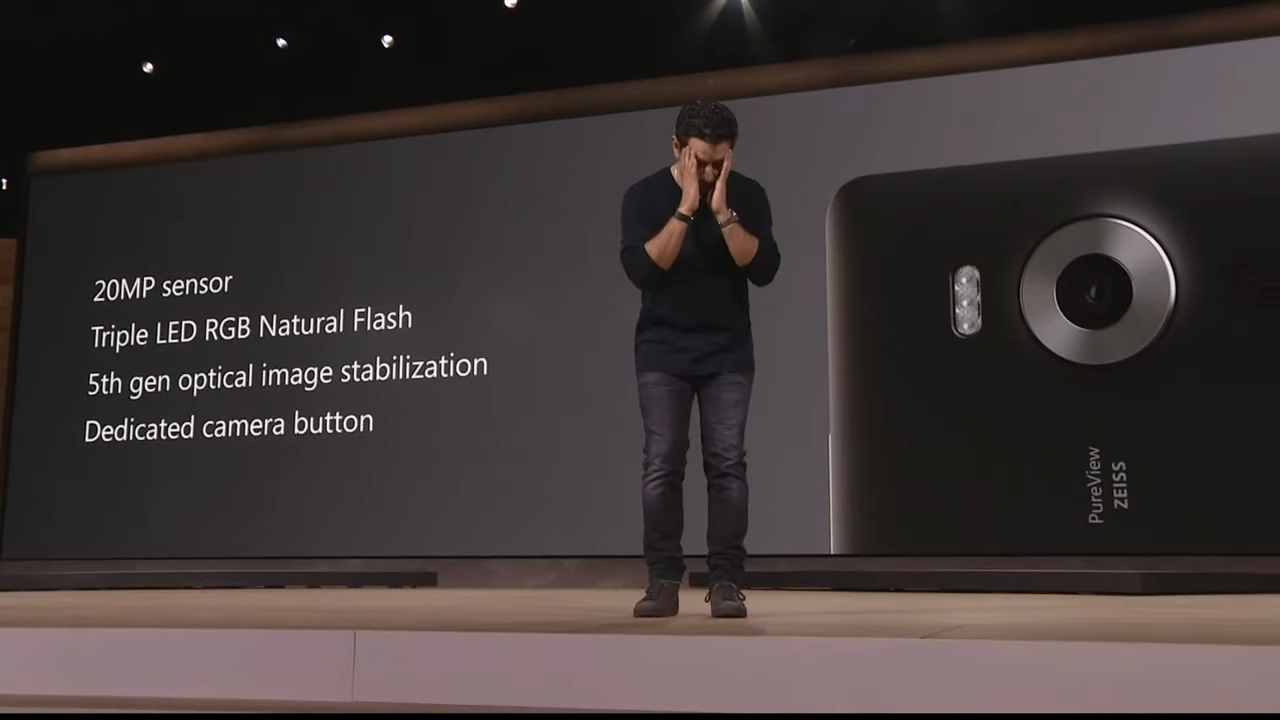 20MP sensor
Triple LED RGB Natural Flash
5th gen optical image stabilization
Dedicated camera button
PureView
ZEISS